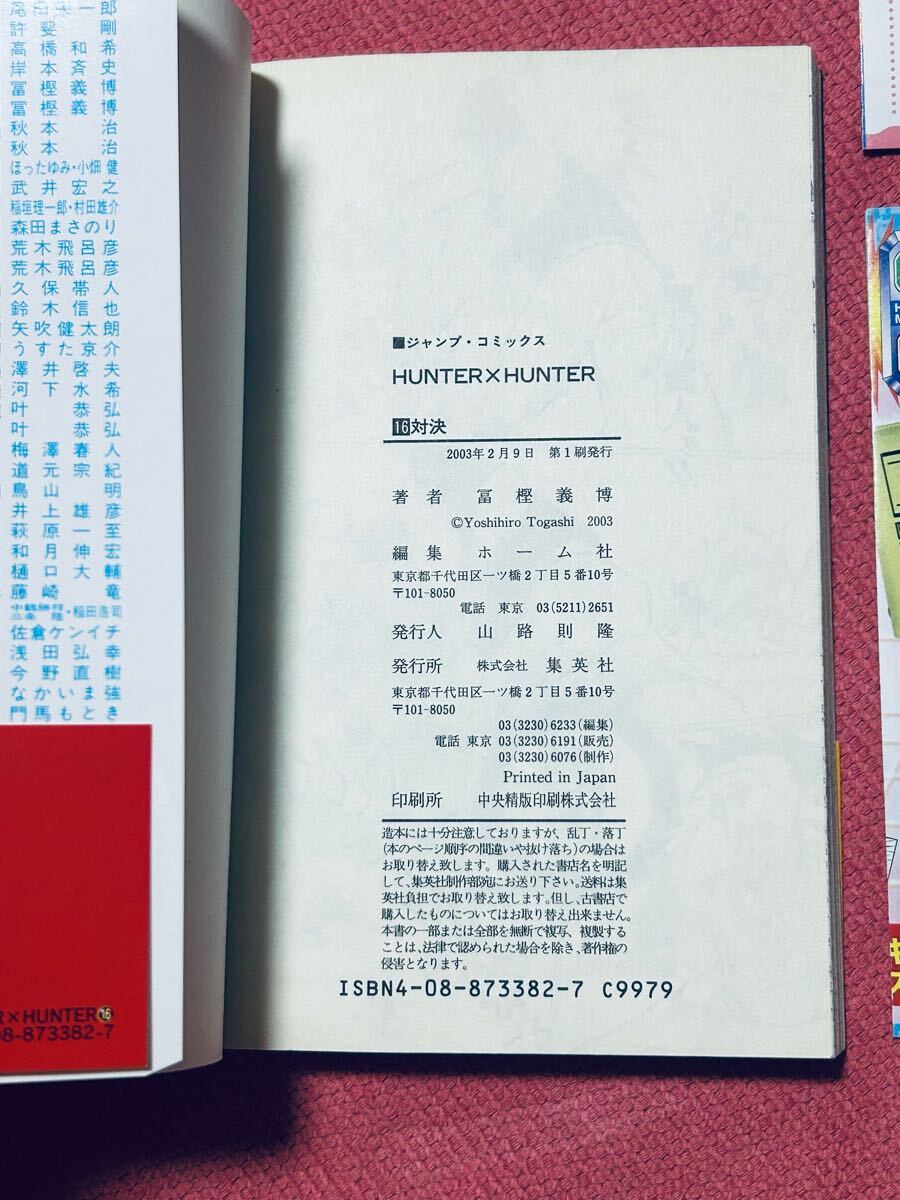 尾田栄一郎
許斐剛
高橋和希
岸本斉史
冨樫義博
冨樫義博
秋本治
秋本治
ほったゆみ・小畑健
武井宏之
稲垣理一郎・村田雄介
森田まさのり
荒木飛呂彦
荒木飛呂彦
久保帯人
鈴木信也
矢吹健太朗
うすた京介
澤井啓夫
河下水希
叶恭弘
叶恭弘
梅澤春人
道元宗紀
鳥山明
井上雄彦
萩原一至
和月伸宏
樋口大輔
藤崎竜
三条陸・稲田浩司
佐倉ケンイチ
浅田弘幸
今野直樹
なかいま強
門馬もとき
R×HUNTER16
08-873382-7
■ジャンプ・コミックス
HUNTER×HUNTER
16対決
2003年2月9日 第1刷発行
著者 冨樫義博
©Yoshihiro Togashi 2003
編集 ホーム社
東京都千代田区一ツ橋2丁目5番10号
〒101-8050
電話 東京 03(5211)2651
発行人 山路則隆
発行所 株式会社 集英社
東京都千代田区一ツ橋2丁目5番10号
〒101-8050
03(3230)6233(編集)
電話 東京 03(3230)6191(販売)
03(3230)6076(制作)
Printed in Japan
印刷所 中央精版印刷株式会社
造本には十分注意しておりますが、乱丁・落丁
(本のページ順序の間違いや抜け落ち)の場合は
お取り替え致します。購入された書店名を明記
して、集英社制作部宛にお送り下さい。送料は集
英社負担でお取り替え致します。但し、古書店で
購入したものについてはお取り替え出来ません。
本書の一部または全部を無断で複写、複製する
ことは、法律で認められた場合を除き、著作権の
侵害となります。
ISBN4-08-873382-7 C9979